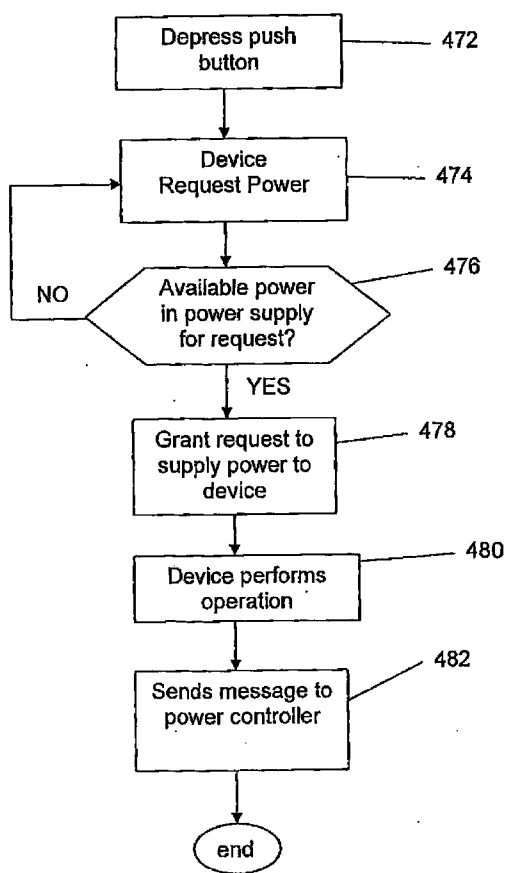 Depress push
button
472
Device
Request Power
474
476
Available power
in power supply
for request?
NO
YES
Grant request to
supply power to
device
478
Device performs
operation
480
Sends message to
power controller
482
end